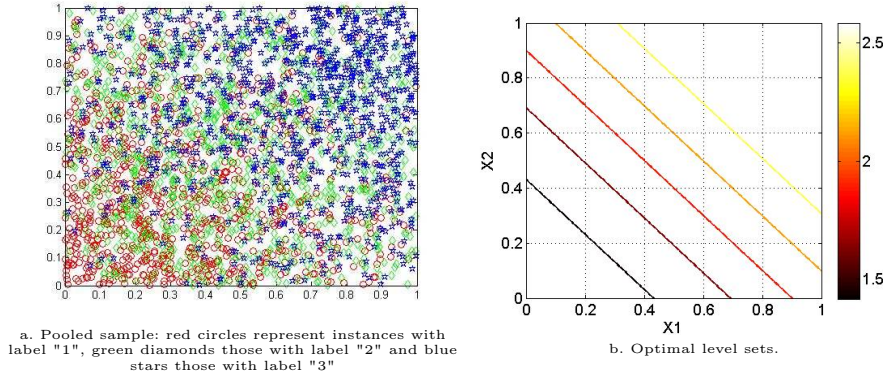 1
0.9
0.8
0.7
0.6
0.5
0.4
0.3
0.2
0.1
0
0 0.1 0.2 0.3 0.4 0.5 0.6 0.7 0.8 0.9 1
a. Pooled sample: red circles represent instances with
label "1", green diamonds those with label "2" and blue
stars those with label "3"
1
0.8
0.6
0.4
0.2
0
X2
0 0.2 0.4 0.6 0.8 1
X1
2.5
2
1.5
b. Optimal level sets.